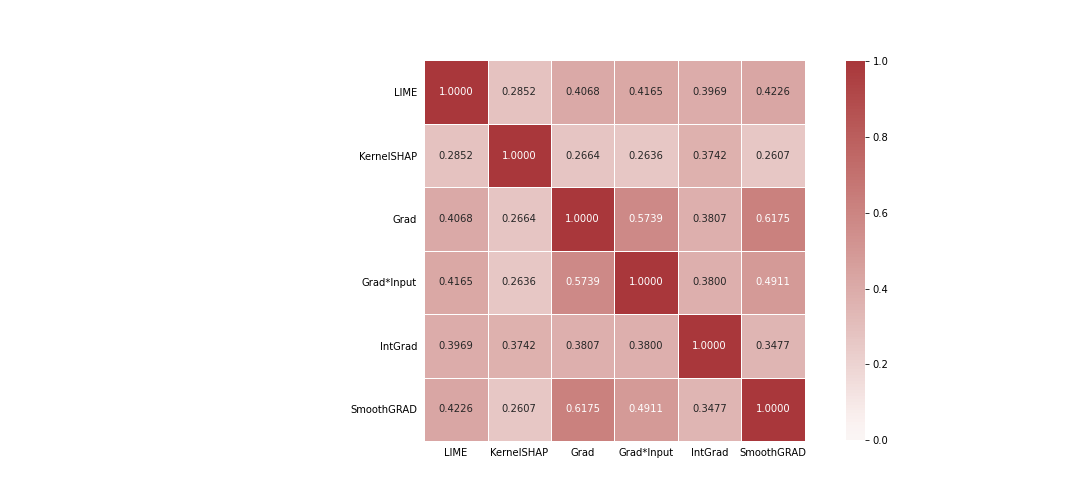 LIME 1.0000 0.2852 0.4068 0.4165 0.3969 0.4226
KernelSHAP 0.2852 1.0000 0.2664 0.2636 0.3742 0.2607
Grad 0.4068 0.2664 1.0000 0.5739 0.3807 0.6175
Grad*Input 0.4165 0.2636 0.5739 1.0000 0.3800 0.4911
IntGrad 0.3969 0.3742 0.3807 0.3800 1.0000 0.3477
SmoothGRAD 0.4226 0.2607 0.6175 0.4911 0.3477 1.0000
LIME KernelSHAP Grad Grad*Input IntGrad SmoothGRAD
1.0
0.8
0.6
0.4
0.2
0.0